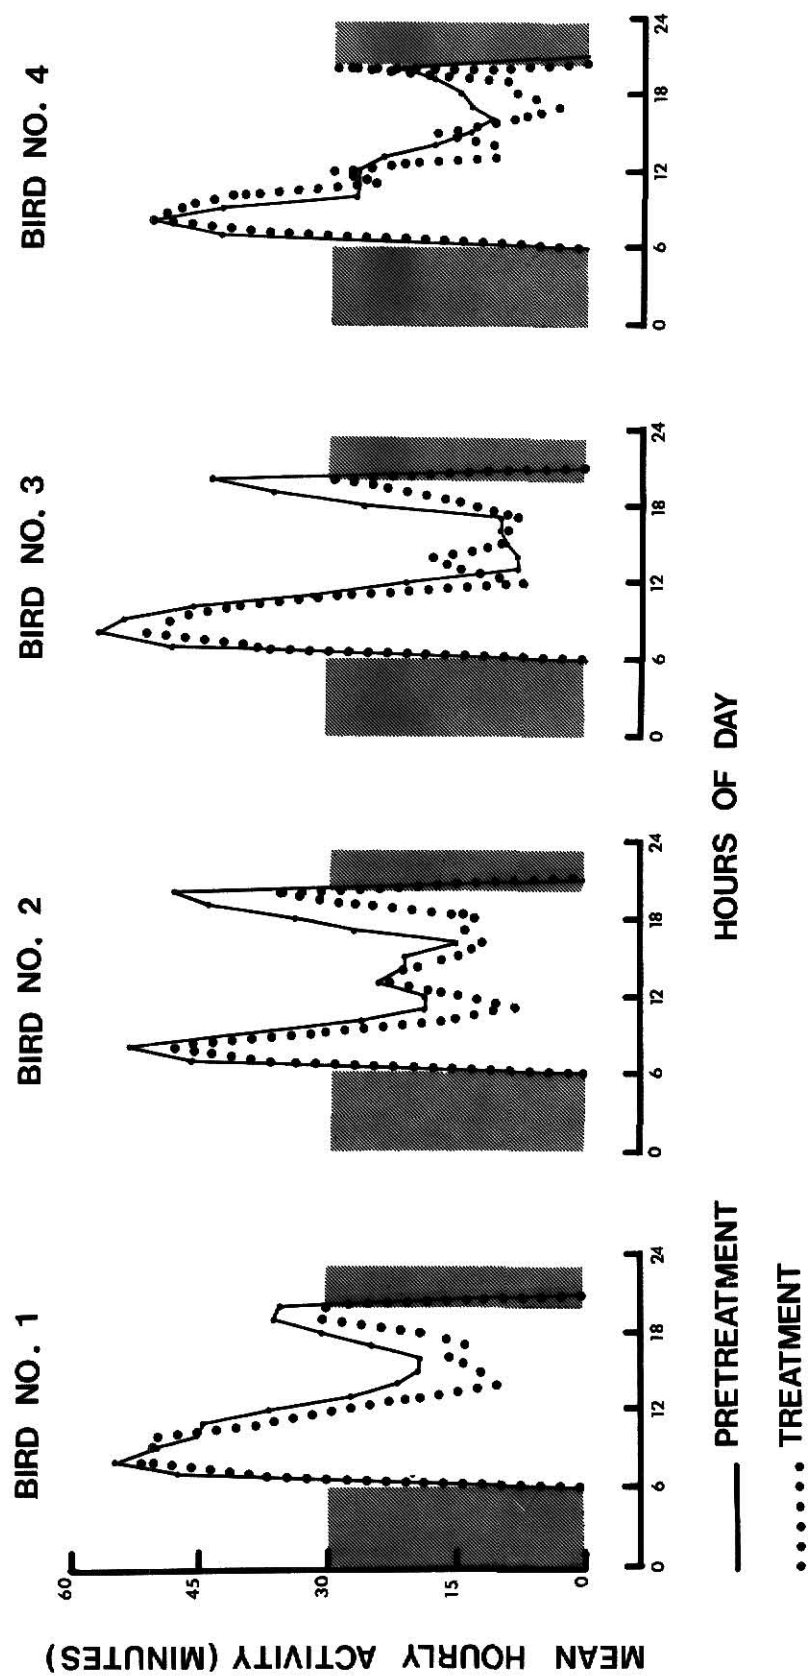 BIRD NO. 1
BIRD NO. 2
BIRD NO. 3
BIRD NO. 4
MEAN HOURLY ACTIVITY (MINUTES)
60
45
30
15
0
0 6 12 18 24
0 6 12 18 24
0 6 12 18 24
0 6 12 18 24
HOURS OF DAY
PRETREATMENT
TREATMENT